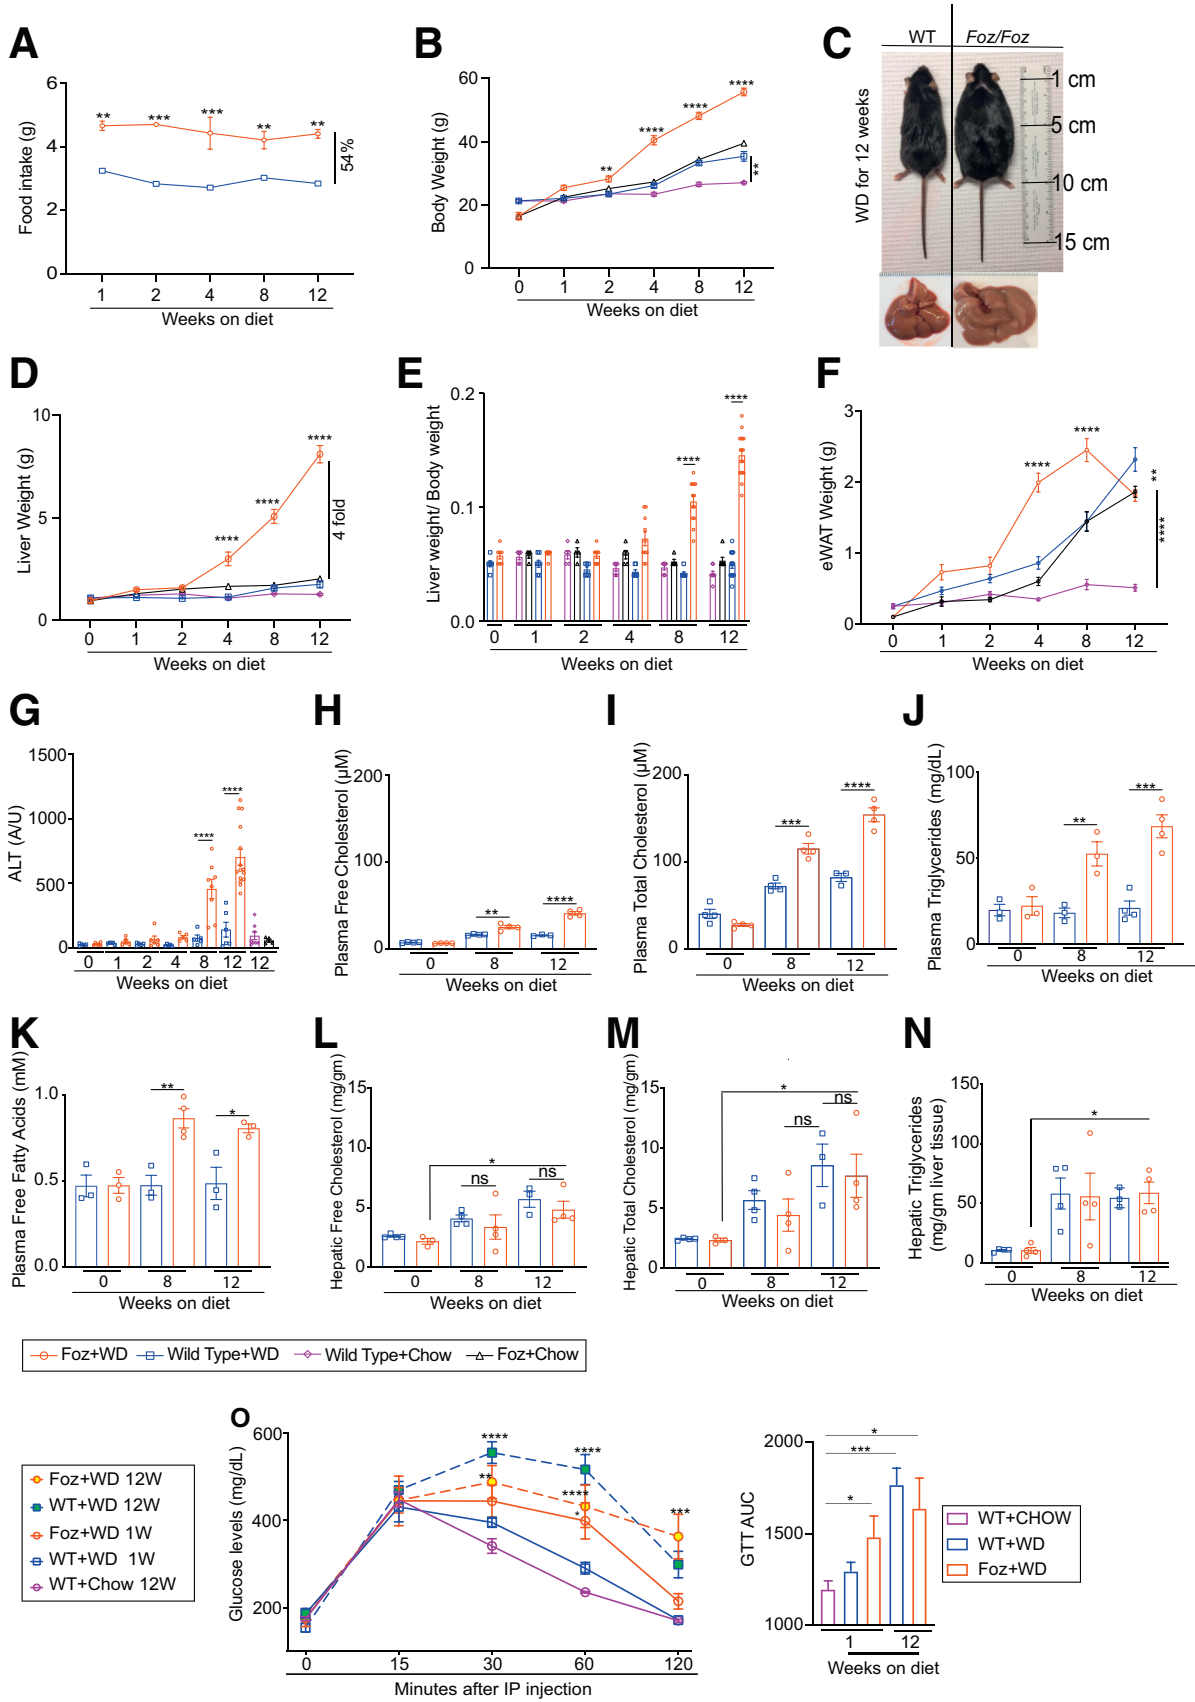 A
Food intake (g)
6
4
2
0
**
***
***
**
**
54%
1 2 4 8 12
Weeks on diet
B
Body Weight (g)
60
40
20
0
**
****
****
****
**
0 1 2 4 8 12
Weeks on diet
C
WT
Foz/Foz
WD for 12 weeks
1 cm
5 cm
10 cm
15 cm
D
Liver Weight (g)
10
5
0
****
****
****
4 fold
0 1 2 4 8 12
Weeks on diet
E
Liver weight/ Body weight
0.2
0.1
0.0
****
****
0 1 2 4 8 12
Weeks on diet
F
eWAT Weight (g)
3
2
1
0
****
****
**
****
0 1 2 4 8 12
Weeks on diet
G
ALT (A/U)
1500
1000
500
0
****
****
0 1 2 4 8 12 12
Weeks on diet
H
Plasma Free Cholesterol (µM)
200
100
0
**
****
0 8 12
Weeks on diet
I
Plasma Total Cholesterol (µM)
200
100
0
***
****
0 8 12
Weeks on diet
J
Plasma Triglycerides (mg/dL)
100
50
0
**
***
0 8 12
Weeks on diet
K
Plasma Free Fatty Acids (mM)
1.0
0.5
0.0
**
*
0 8 12
Weeks on diet
L
Hepatic Free Cholesterol (mg/gm)
15
10
5
0
*
ns
ns
0 8 12
Weeks on diet
M
Hepatic Total Cholesterol (mg/gm)
15
10
5
0
*
ns
ns
0 8 12
Weeks on diet
N
Hepatic Triglycerides
(mg/gm liver tissue)
150
100
50
0
*
0 8 12
Weeks on diet
Foz+WD Wild Type+WD Wild Type+Chow Foz+Chow
O
Foz+WD 12W
WT+WD 12W
Foz+WD 1W
WT+WD 1W
WT+Chow 12W
Glucose levels (mg/dL)
600
400
200
****
**
****
****
*
***
0 15 30 60 120
Minutes after IP injection
GTT AUC
2000
1500
1000
*
***
*
1 12
Weeks on diet
WT+CHOW
WT+WD
Foz+WD